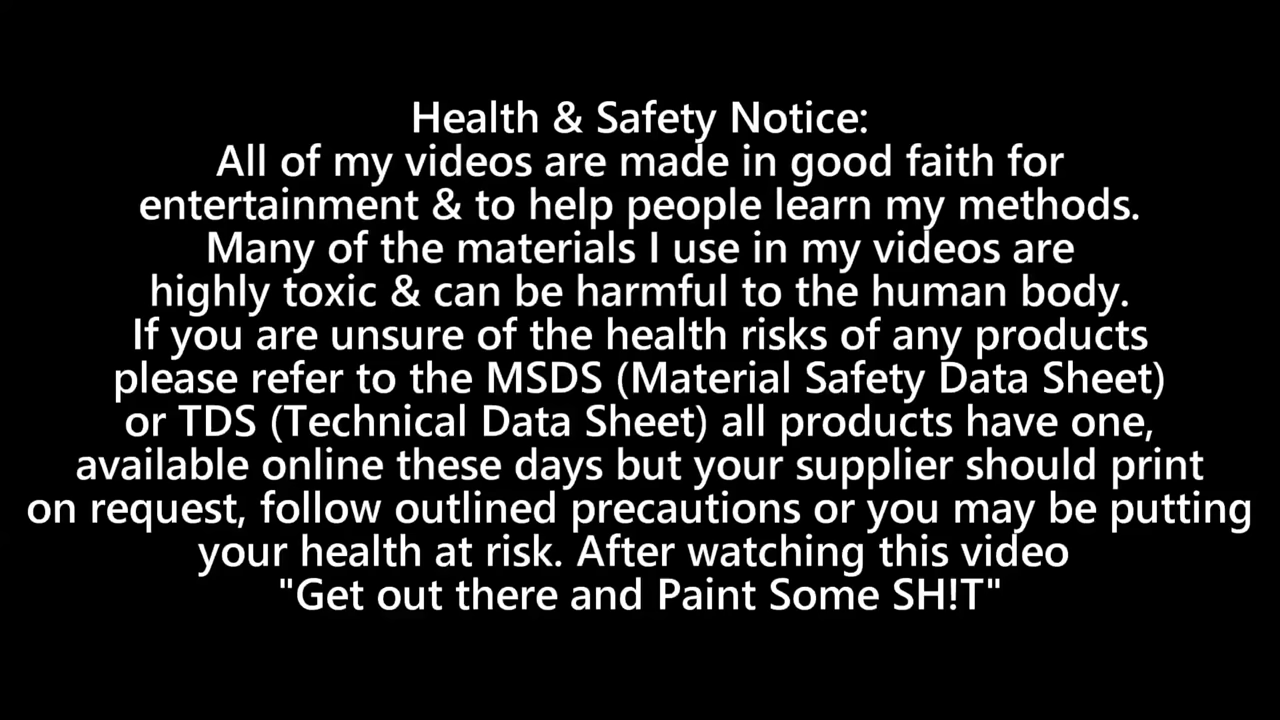 Health & Safety Notice:
All of my videos are made in good faith for
entertainment & to help people learn my methods.
Many of the materials I use in my videos are
highly toxic & can be harmful to the human body.
If you are unsure of the health risks of any products
please refer to the MSDS (Material Safety Data Sheet)
or TDS (Technical Data Sheet) all products have one,
available online these days but your supplier should print
on request, follow outlined precautions or you may be putting
your health at risk. After watching this video
"Get out there and Paint Some SH!T"